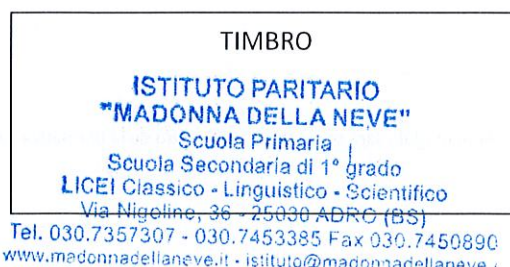 TIMBRO
ISTITUTO PARITARIO
"MADONNA DELLA NEVE"
Scuola Primaria
Scuola Secondaria di 1° grado
LICEI Classico - Linguistico - Scientifico
Via Nigoline, 36 - 25030 ADRO (BS)
Tel. 030.7357307 - 030.7453385 Fax 030.7450890
www.madonnadellaneve.it - istituto@madonnadellaneve.